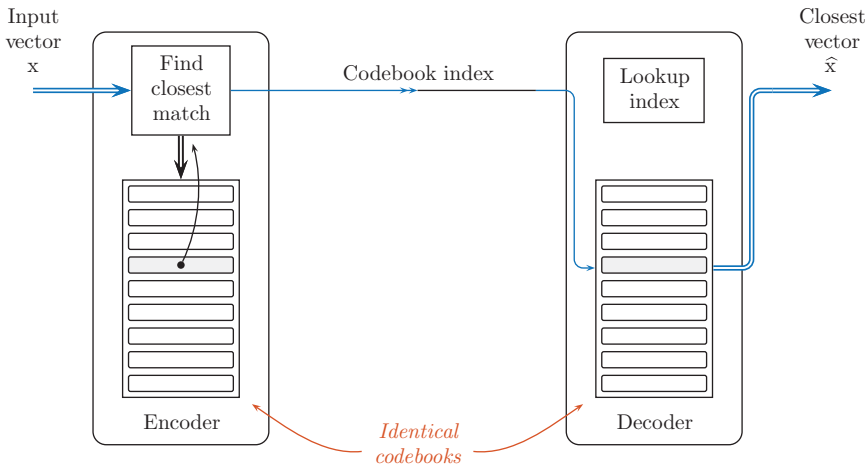 Input
vector
x
Find
closest
match
Codebook index
Lookup
index
Closest
vector
x̂
Encoder
Identical
codebooks
Decoder